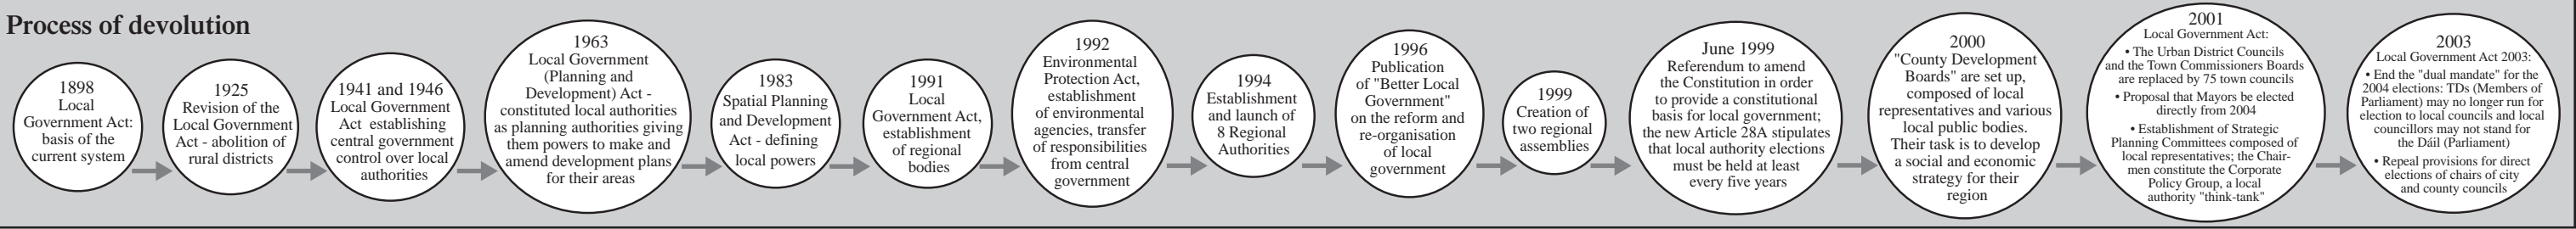 Process of devolution
1898
Local
Government Act:
basis of the
current system
1925
Revision of the
Local Government
Act - abolition of
rural districts
1941 and 1946
Local Government
Act establishing
central government
control over local
authorities
1963
Local Government
(Planning and
Development) Act -
constituted local authorities
as planning authorities giving
them powers to make and
amend development plans
for their areas
1983
Spatial Planning
and Development
Act - defining
local powers
1991
Local
Government Act,
establishment
of regional
bodies
1992
Environmental
Protection Act,
establishment
of environmental
agencies, transfer
of responsibilities
from central
government
1994
Establishment
and launch of
8 Regional
Authorities
1996
Publication
of "Better Local
Government"
on the reform and
re-organisation
of local
government
1999
Creation of
two regional
assemblies
June 1999
Referendum to amend
the Constitution in order
to provide a constitutional
basis for local government;
the new Article 28A stipulates
that local authority elections
must be held at least
every five years
2000
"County Development
Boards" are set up,
composed of local
representatives and various
local public bodies.
Their task is to develop
a social and economic
strategy for their
region
2001
Local Government Act:
• The Urban District Councils
and the Town Commissioners Boards
are replaced by 75 town councils
• Proposal that Mayors be elected
directly from 2004
• Establishment of Strategic
Planning Committees composed of
local representatives; the Chair-
men constitute the Corporate
Policy Group, a local
authority "think-tank"
2003
Local Government Act 2003:
• End the "dual mandate" for the
2004 elections: TDs (Members of
Parliament) may no longer run for
election to local councils and local
councillors may not stand for
the Dáil (Parliament)
• Repeal provisions for direct
elections of chairs of city
and county councils